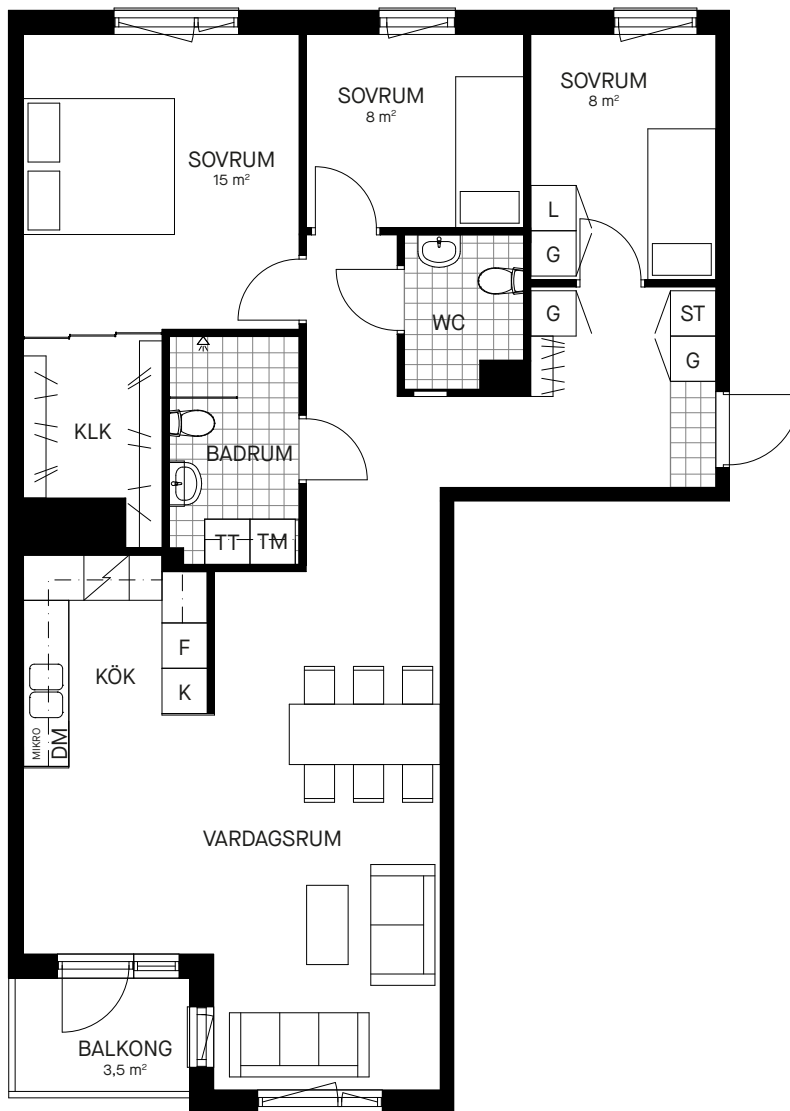 SOVRUM
15 m²
SOVRUM
8 m²
SOVRUM
8 m²
L
G
G
ST
G
WC
KLK
BADRUM
TT
TM
F
K
KÖK
MIKRO
DM
VARDAGSRUM
BALKONG
3,5 m²